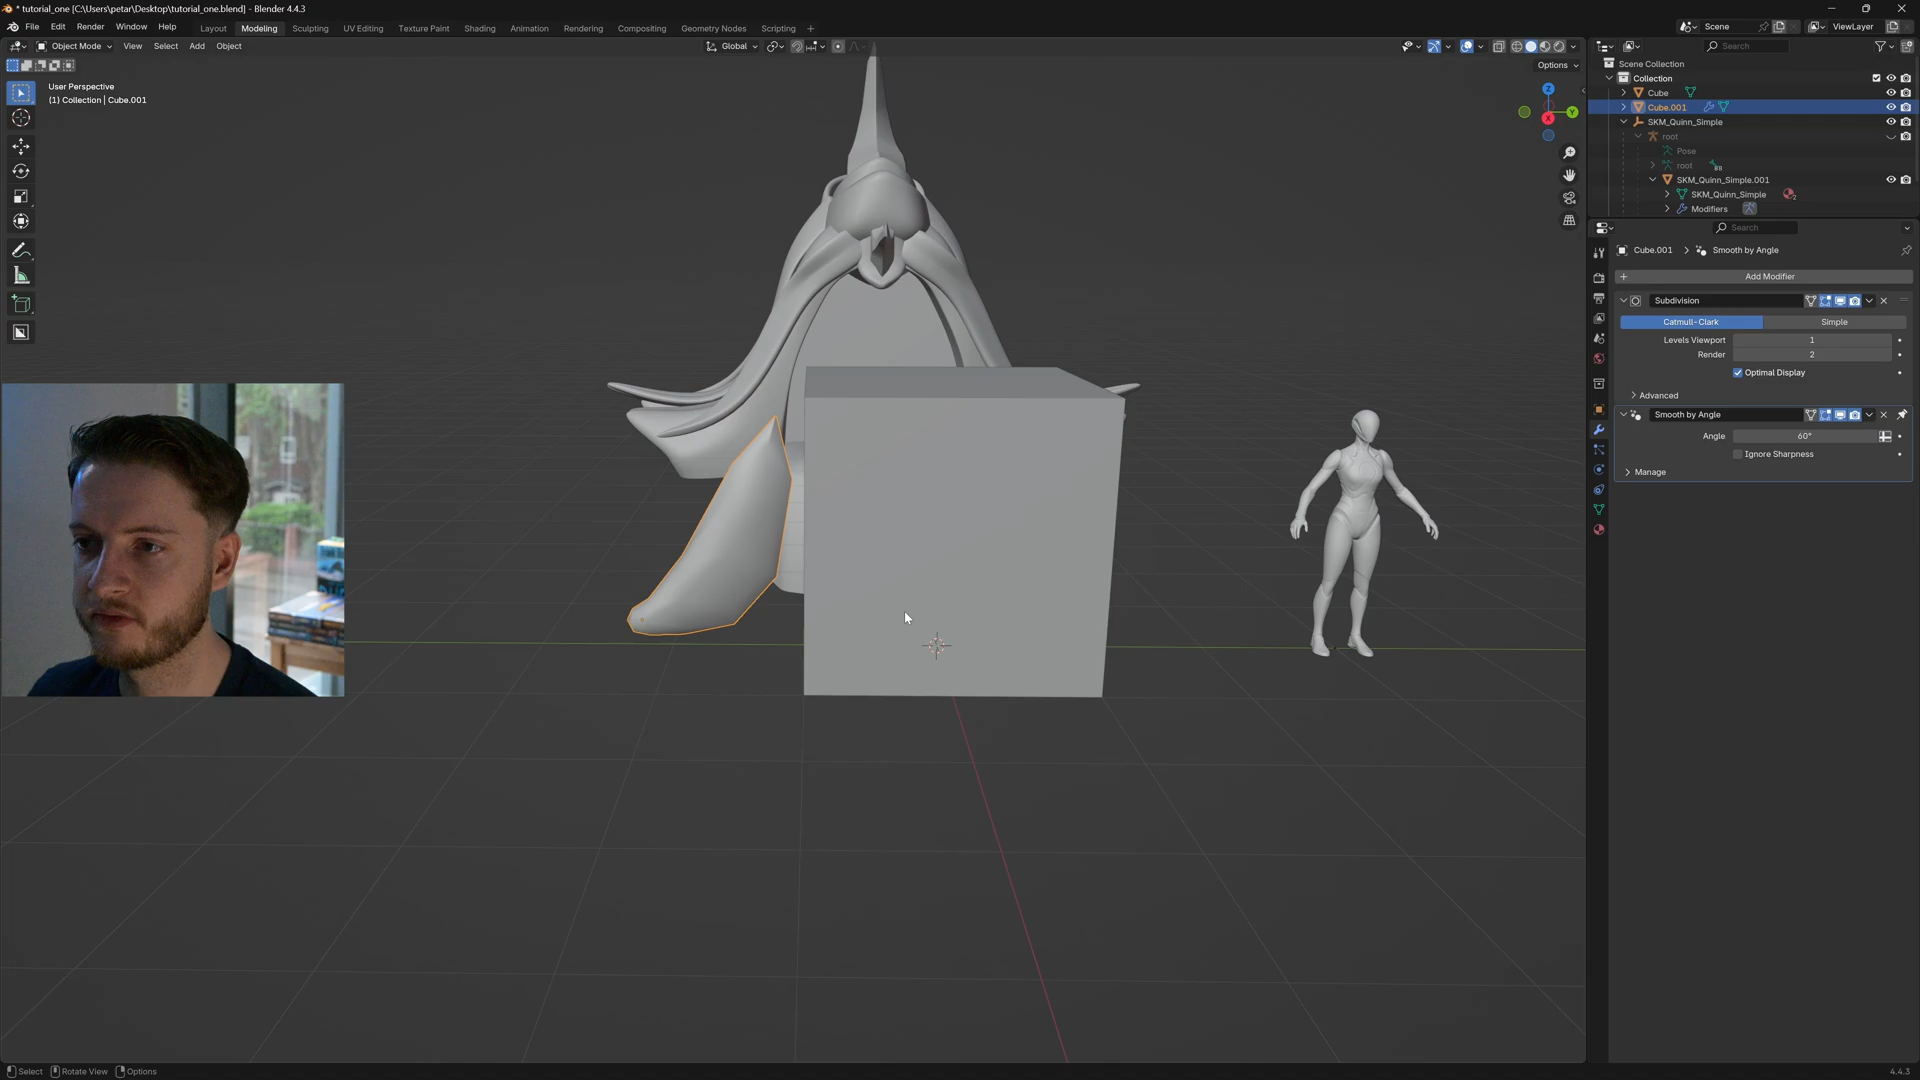 * tutorial_one [C:\Users\petar\Desktop\tutorial_one.blend] - Blender 4.4.3
File Edit Render Window Help
Layout Modeling Sculpting UV Editing Texture Paint Shading Animation Rendering Compositing Geometry Nodes Scripting +
Scene
ViewLayer
Object Mode View Select Add Object
Global
Search
Options
User Perspective
(1) Collection | Cube.001
Z
Y
X
Scene Collection
Collection
Cube
Cube.001
SKM_Quinn_Simple
root
Pose
root
SKM_Quinn_Simple.001
SKM_Quinn_Simple
2
Modifiers
Search
Cube.001 > Smooth by Angle
+ Add Modifier
Subdivision
Catmull-Clark Simple
Levels Viewport 1
Render 2
Optimal Display
Advanced
Smooth by Angle
Angle 60°
Ignore Sharpness
Manage
Select Rotate View Options
4.4.3